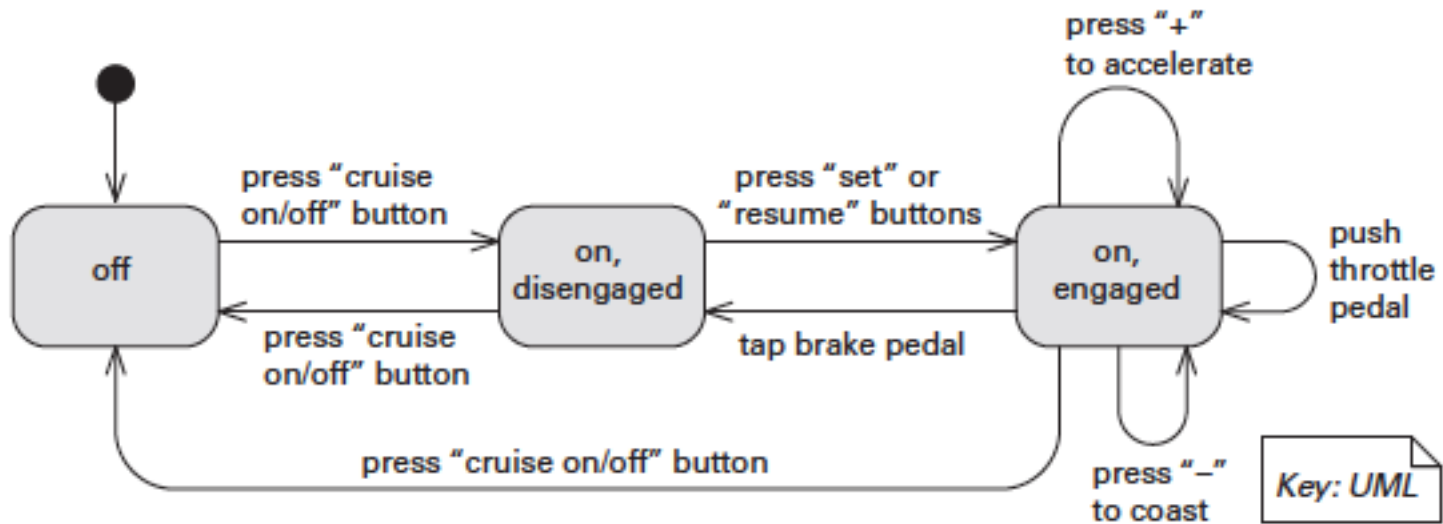 press “+”
to accelerate
press “cruise
on/off” button
press “set” or
“resume” buttons
off
on,
disengaged
on,
engaged
push
throttle
pedal
press “cruise
on/off” button
tap brake pedal
press “cruise on/off” button
press “–”
to coast
Key: UML